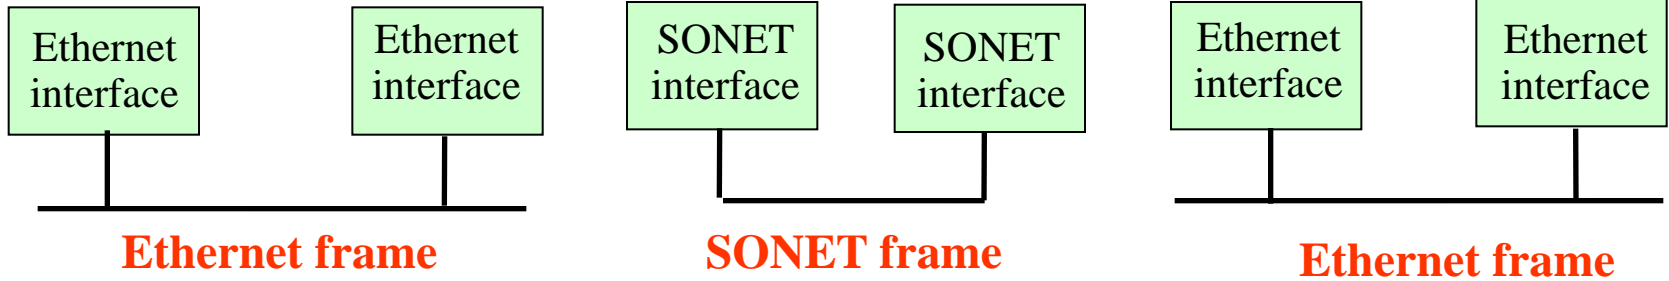 Ethernet
interface
Ethernet
interface
SONET
interface
SONET
interface
Ethernet
interface
Ethernet
interface
Ethernet frame
SONET frame
Ethernet frame